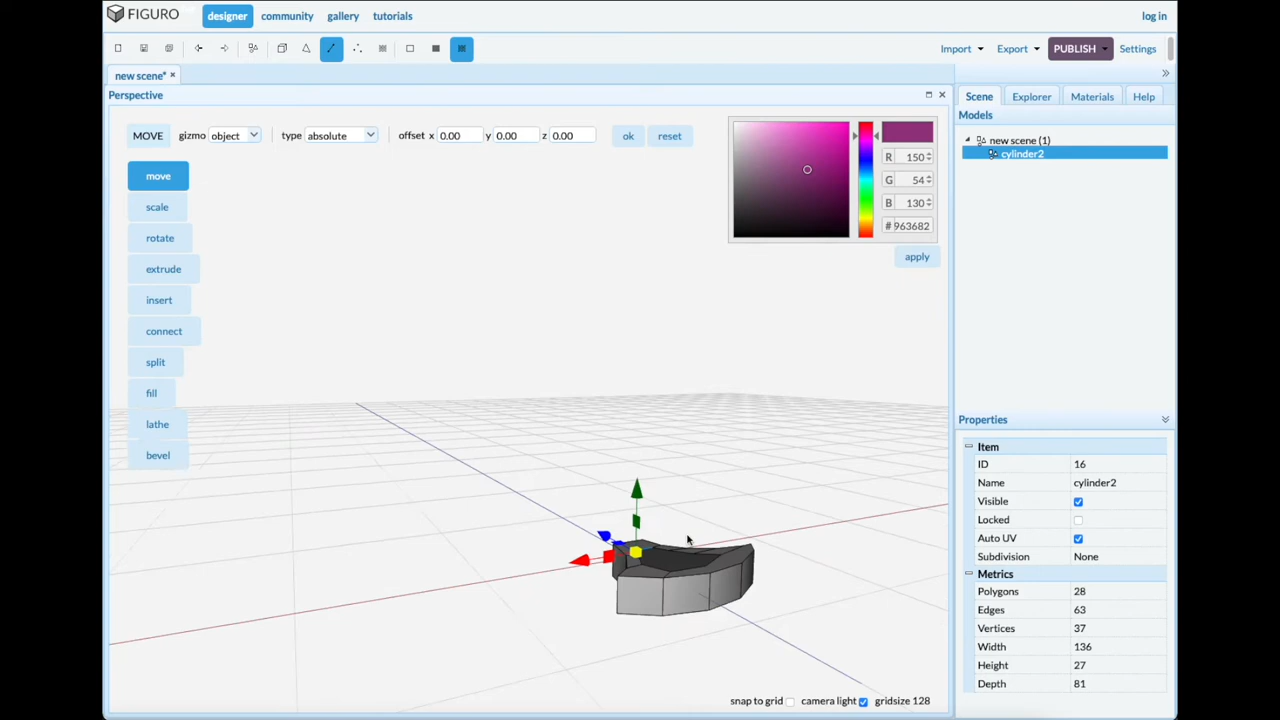 FIGURO designer community gallery tutorials log in
Import Export PUBLISH Settings
new scene* ×
Perspective
MOVE gizmo object type absolute offset x 0.00 y 0.00 z 0.00 ok reset
move
scale
rotate
extrude
insert
connect
split
fill
lathe
bevel
R 150
G 54
B 130
# 963682
apply
snap to grid camera light gridsize 128
Scene Explorer Materials Help
Models
new scene (1)
cylinder2
Properties
Item
ID 16
Name cylinder2
Visible
Locked
Auto UV
Subdivision None
Metrics
Polygons 28
Edges 63
Vertices 37
Width 136
Height 27
Depth 81